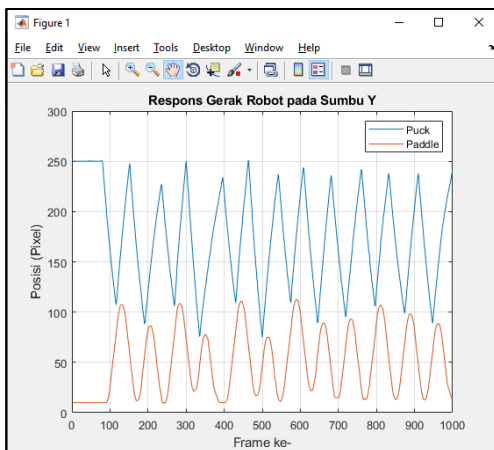 Figure 1
File Edit View Insert Tools Desktop Window Help
Respons Gerak Robot pada Sumbu Y
Puck
Paddle
Posisi (Pixel)
300
250
200
150
100
50
0
0 100 200 300 400 500 600 700 800 900 1000
Frame ke-